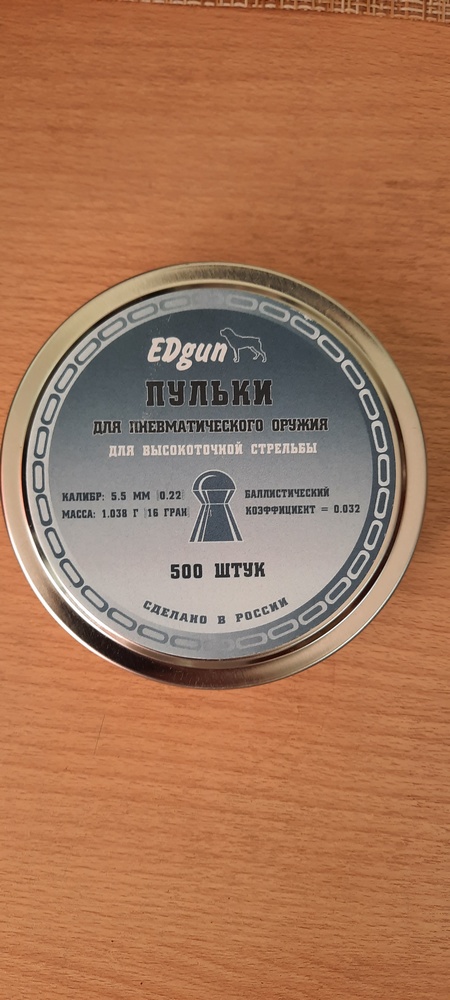 EDgun
ПУЛЬКИ
ДЛЯ ПНЕВМАТИЧЕСКОГО ОРУЖИЯ
ДЛЯ ВЫСОКОТОЧНОЙ СТРЕЛЬБЫ
КАЛИБР: 5.5 ММ (0.22)
МАССА: 1.038 Г (16 ГРАН)
БАЛЛИСТИЧЕСКИЙ
КОЭФФИЦИЕНТ = 0.032
500 ШТУК
СДЕЛАНО В РОССИИ